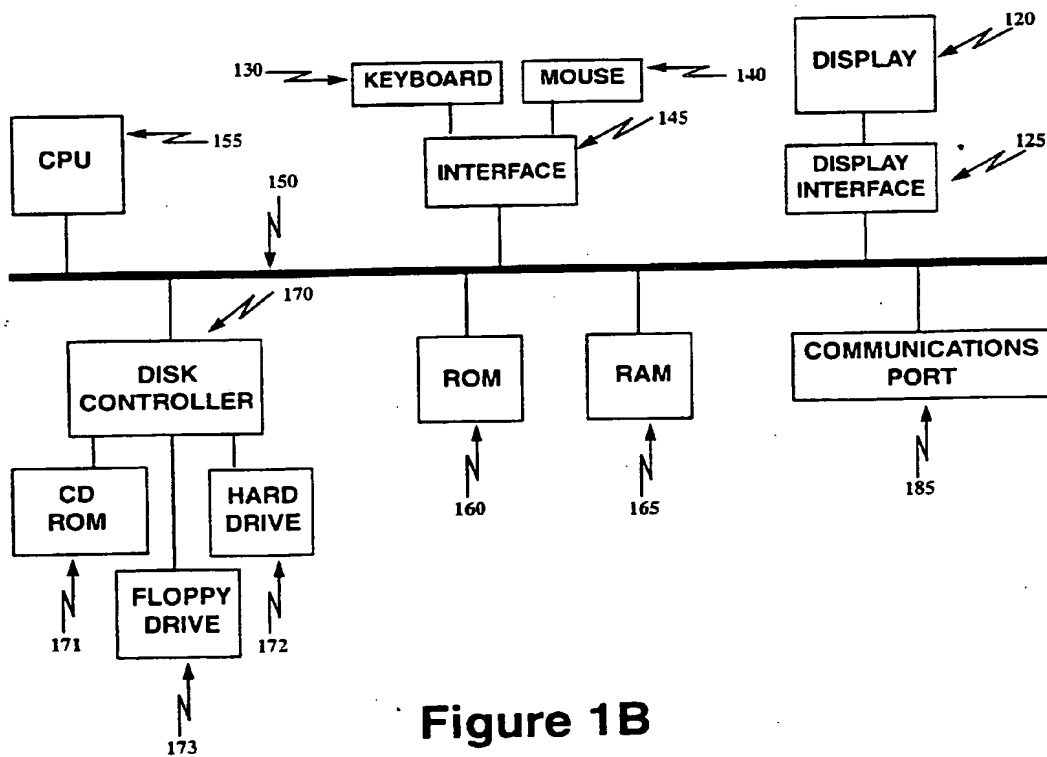 120
130
KEYBOARD
MOUSE
140
DISPLAY
155
145
CPU
INTERFACE
DISPLAY
INTERFACE
125
150
170
DISK
CONTROLLER
ROM
RAM
COMMUNICATIONS
PORT
CD
ROM
HARD
DRIVE
160
165
185
FLOPPY
DRIVE
171
172
173
Figure 1B